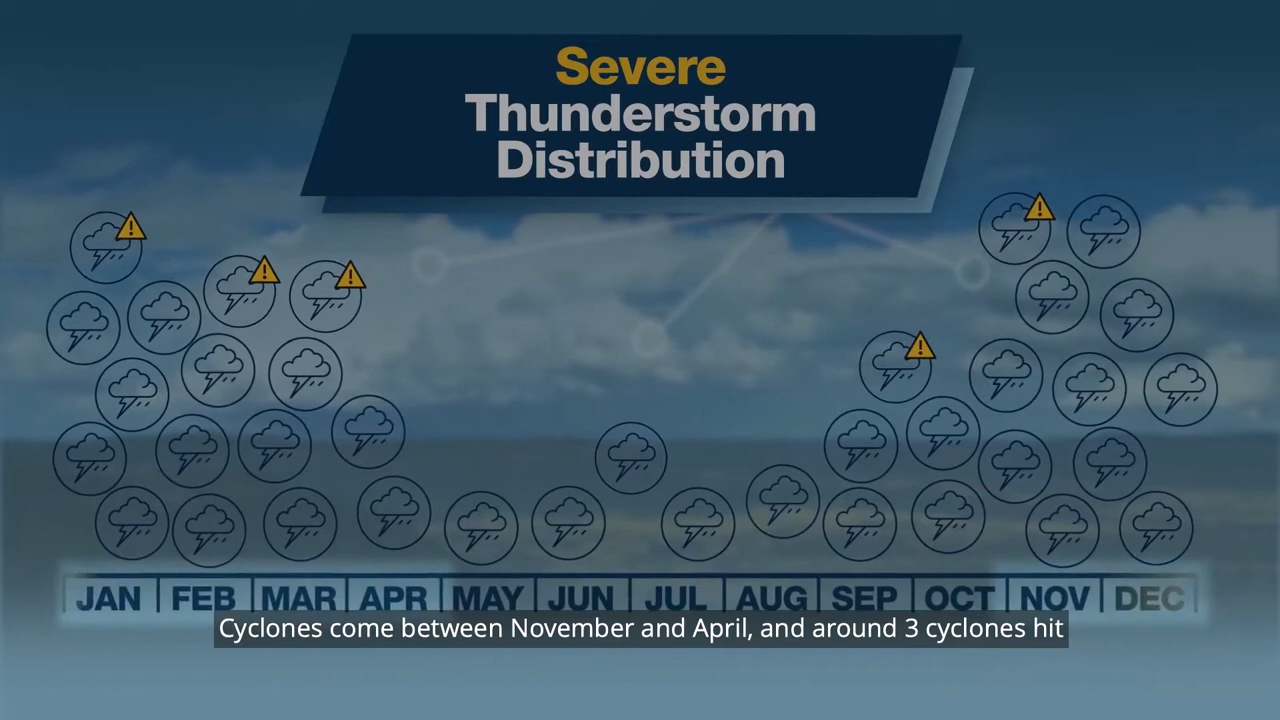 Severe
Thunderstorm
Distribution
JAN FEB MAR APR MAY JUN JUL AUG SEP OCT NOV DEC
Cyclones come between November and April, and around 3 cyclones hit